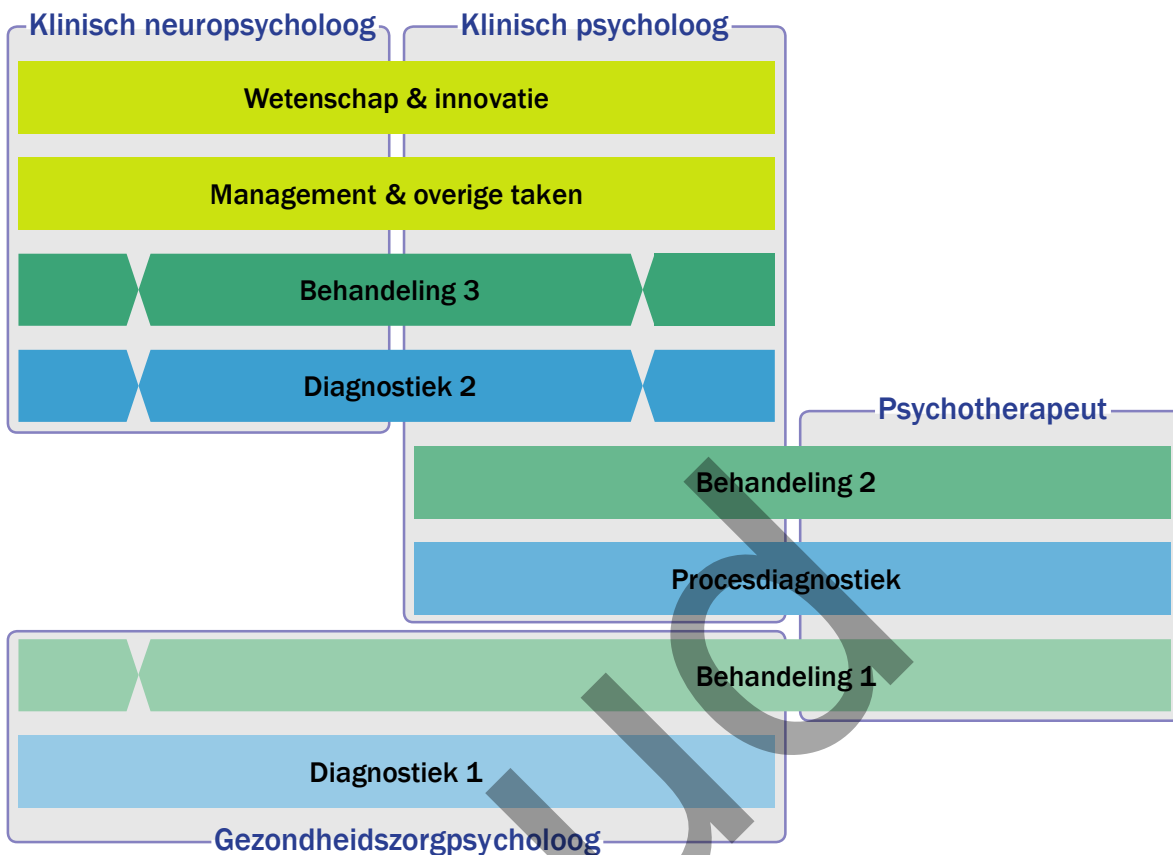 Klinisch neuropsycholoog
Klinisch psycholoog
Wetenschap & innovatie
Management & overige taken
Behandeling 3
Diagnostiek 2
Psychotherapeut
Behandeling 2
Procesdiagnostiek
Behandeling 1
Diagnostiek 1
Gezondheidszorgpsycholoog
ud